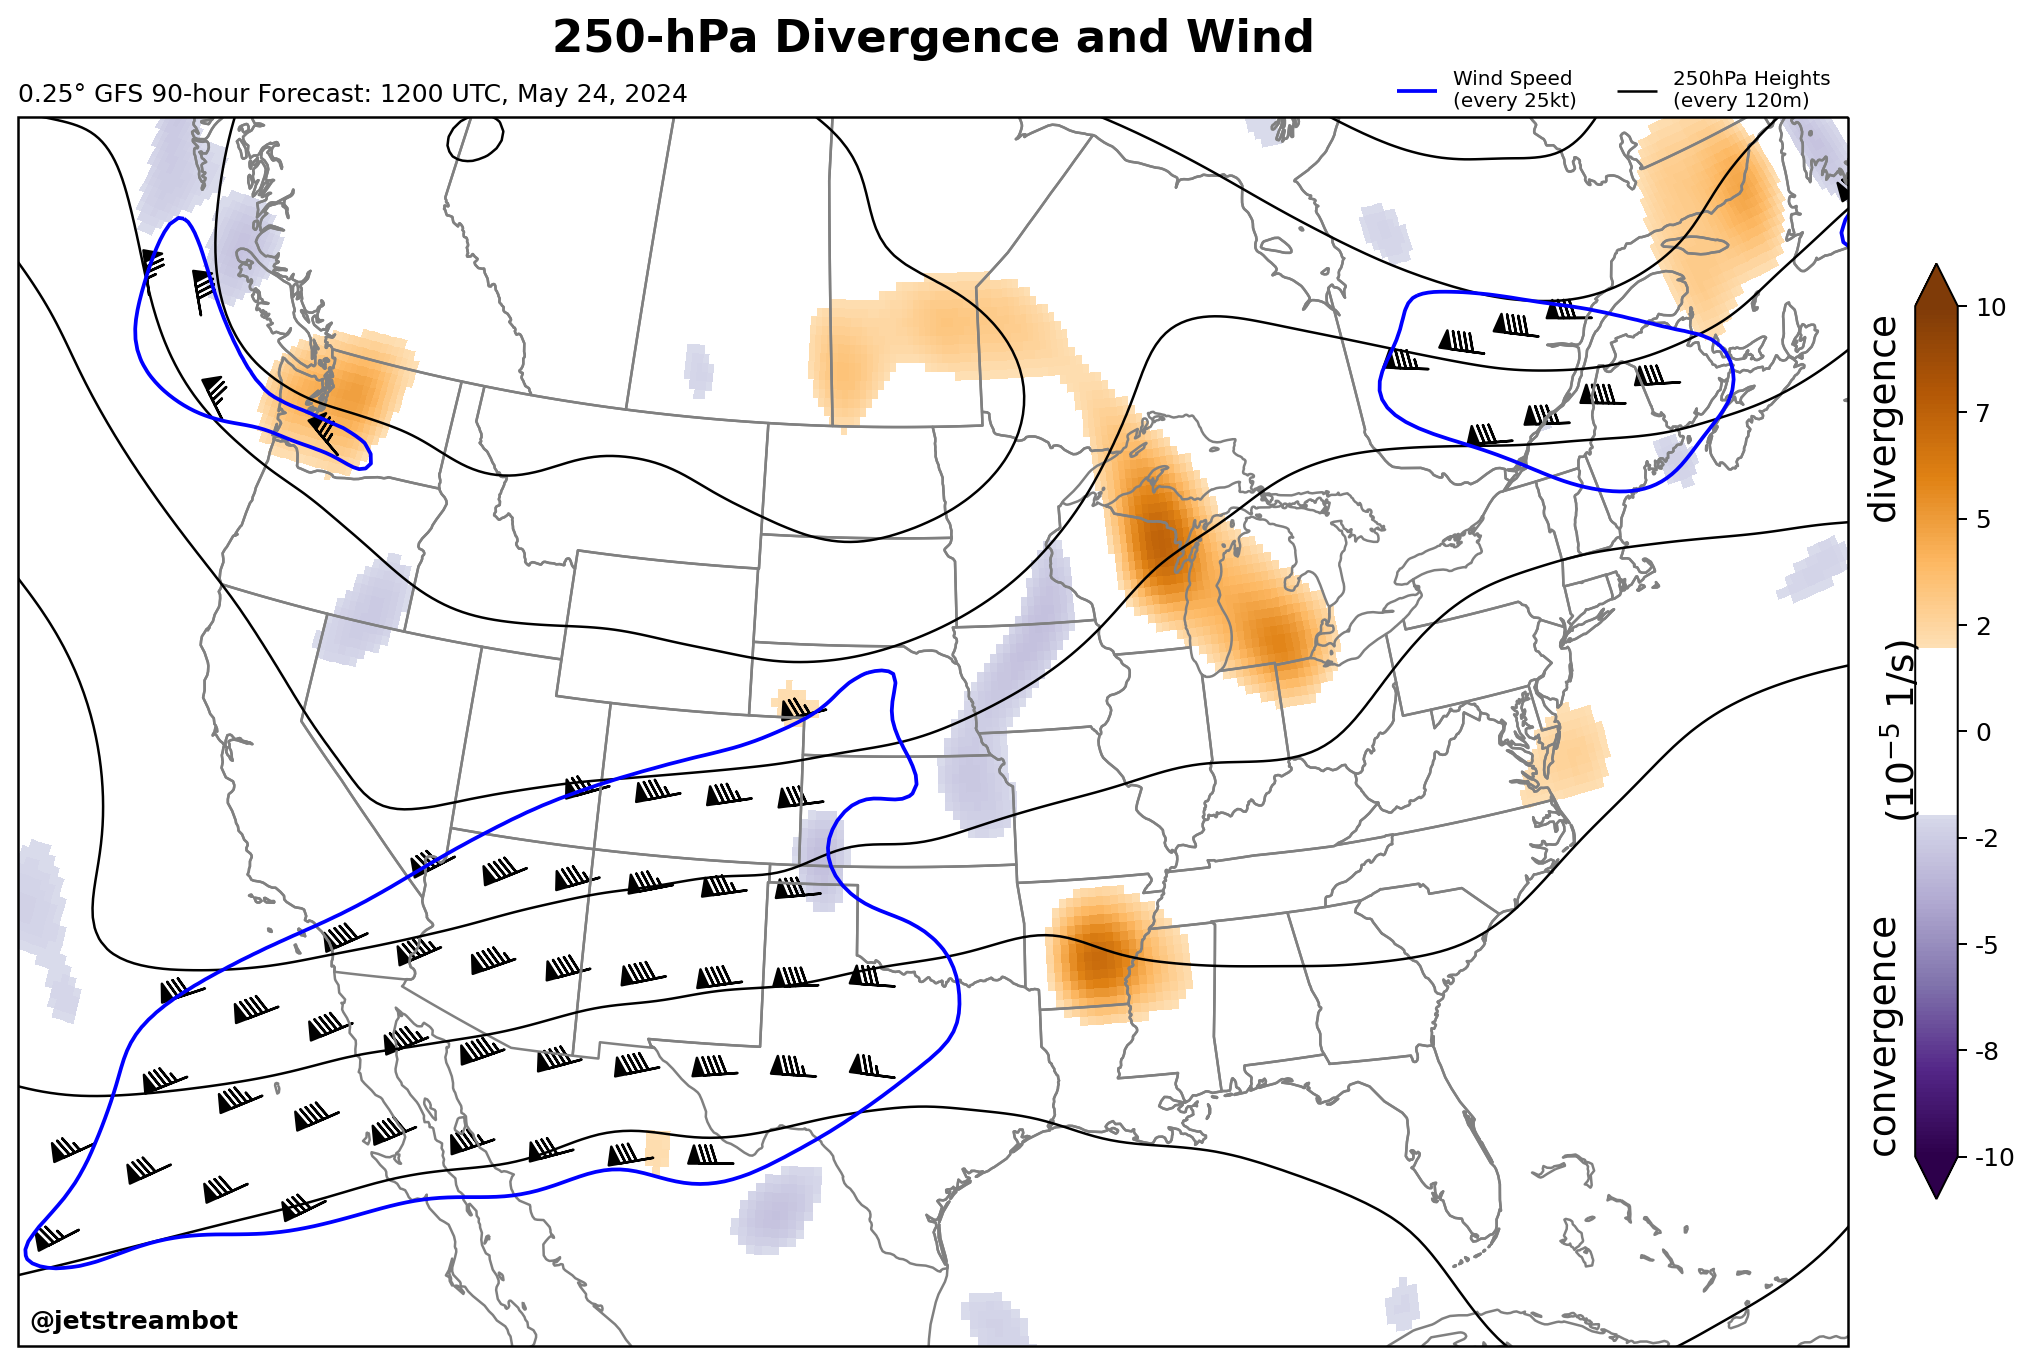 250-hPa Divergence and Wind
0.25° GFS 90-hour Forecast: 1200 UTC, May 24, 2024
Wind Speed
(every 25kt)
250hPa Heights
(every 120m)
10
7
5
2
0
-2
-5
-8
-10
divergence
(10⁻⁵ 1/s)
convergence
@jetstreambot